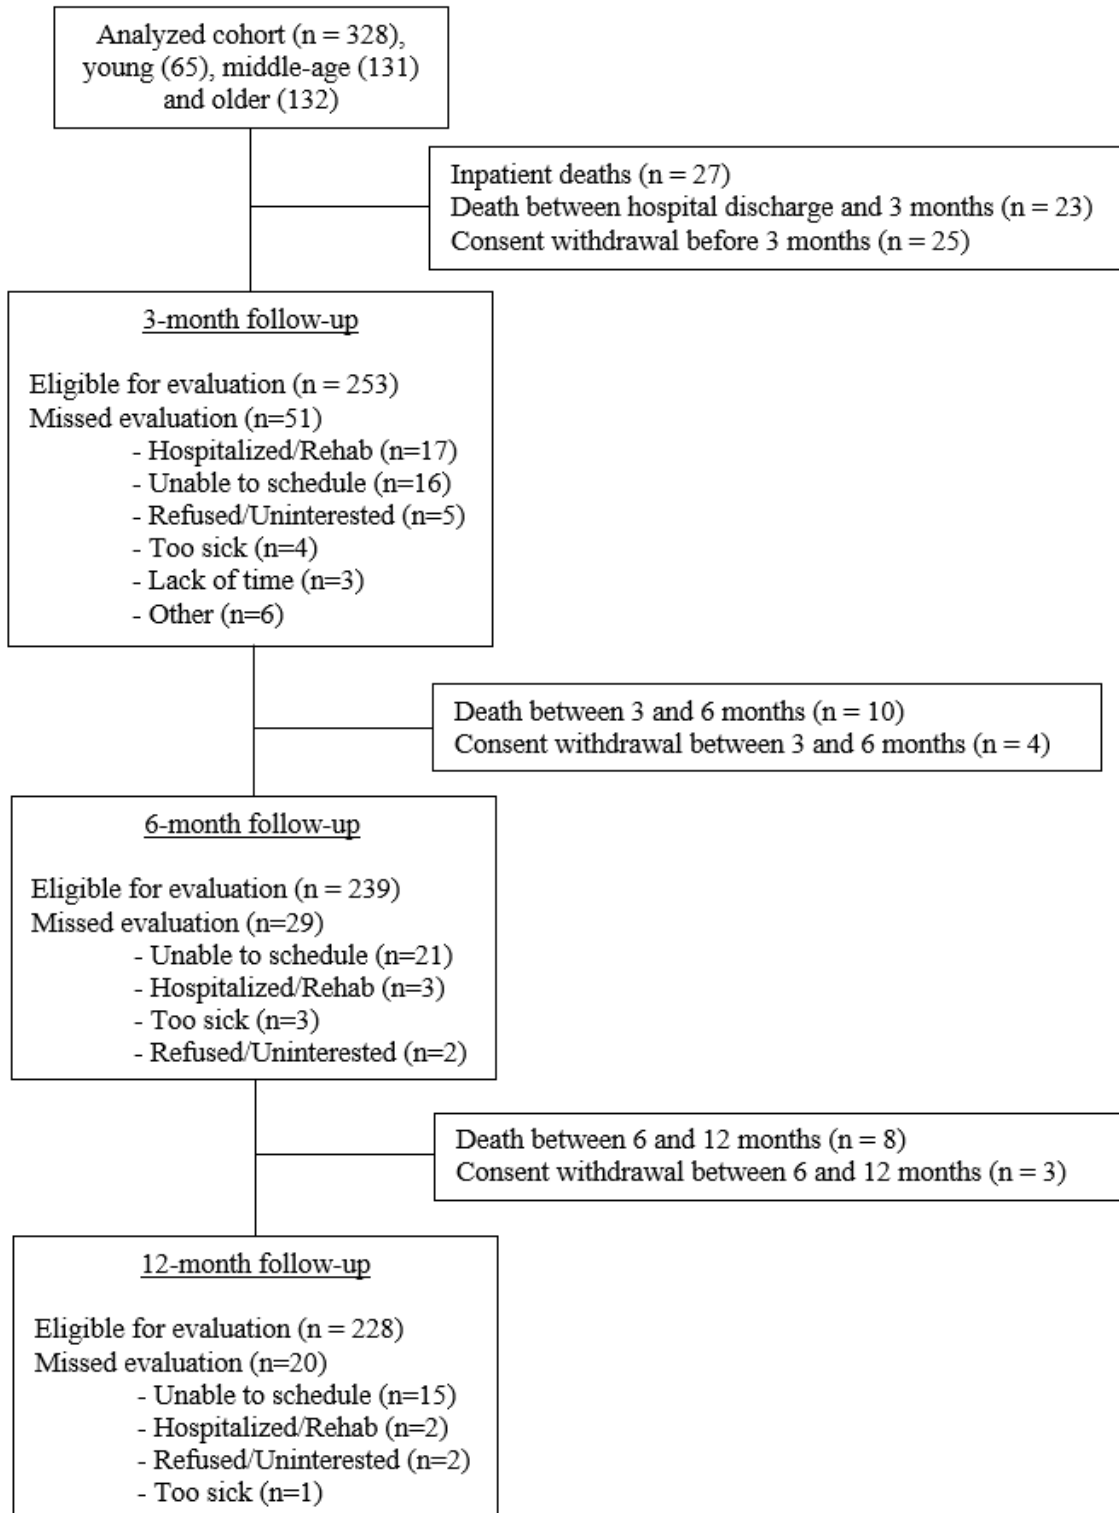 Analyzed cohort (n = 328),
young (65), middle-age (131)
and older (132)
Inpatient deaths (n = 27)
Death between hospital discharge and 3 months (n = 23)
Consent withdrawal before 3 months (n = 25)
3-month follow-up
Eligible for evaluation (n = 253)
Missed evaluation (n=51)
- Hospitalized/Rehab (n=17)
- Unable to schedule (n=16)
- Refused/Uninterested (n=5)
- Too sick (n=4)
- Lack of time (n=3)
- Other (n=6)
Death between 3 and 6 months (n = 10)
Consent withdrawal between 3 and 6 months (n = 4)
6-month follow-up
Eligible for evaluation (n = 239)
Missed evaluation (n=29)
- Unable to schedule (n=21)
- Hospitalized/Rehab (n=3)
- Too sick (n=3)
- Refused/Uninterested (n=2)
Death between 6 and 12 months (n = 8)
Consent withdrawal between 6 and 12 months (n = 3)
12-month follow-up
Eligible for evaluation (n = 228)
Missed evaluation (n=20)
- Unable to schedule (n=15)
- Hospitalized/Rehab (n=2)
- Refused/Uninterested (n=2)
- Too sick (n=1)